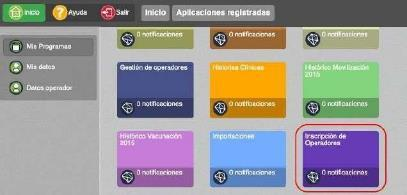 Inicio Ayuda Salir Inicio Aplicaciones registradas
Mis Programas
Mis datos
Datos operador
0 notificaciones
0 notificaciones
0 notificaciones
Gestión de operadores
0 notificaciones
Historias Clínicas
0 notificaciones
Histórico Movilización
2015
0 notificaciones
Histórico Vacunación
2015
0 notificaciones
Importaciones
0 notificaciones
Inscripción de
Operadores
0 notificaciones